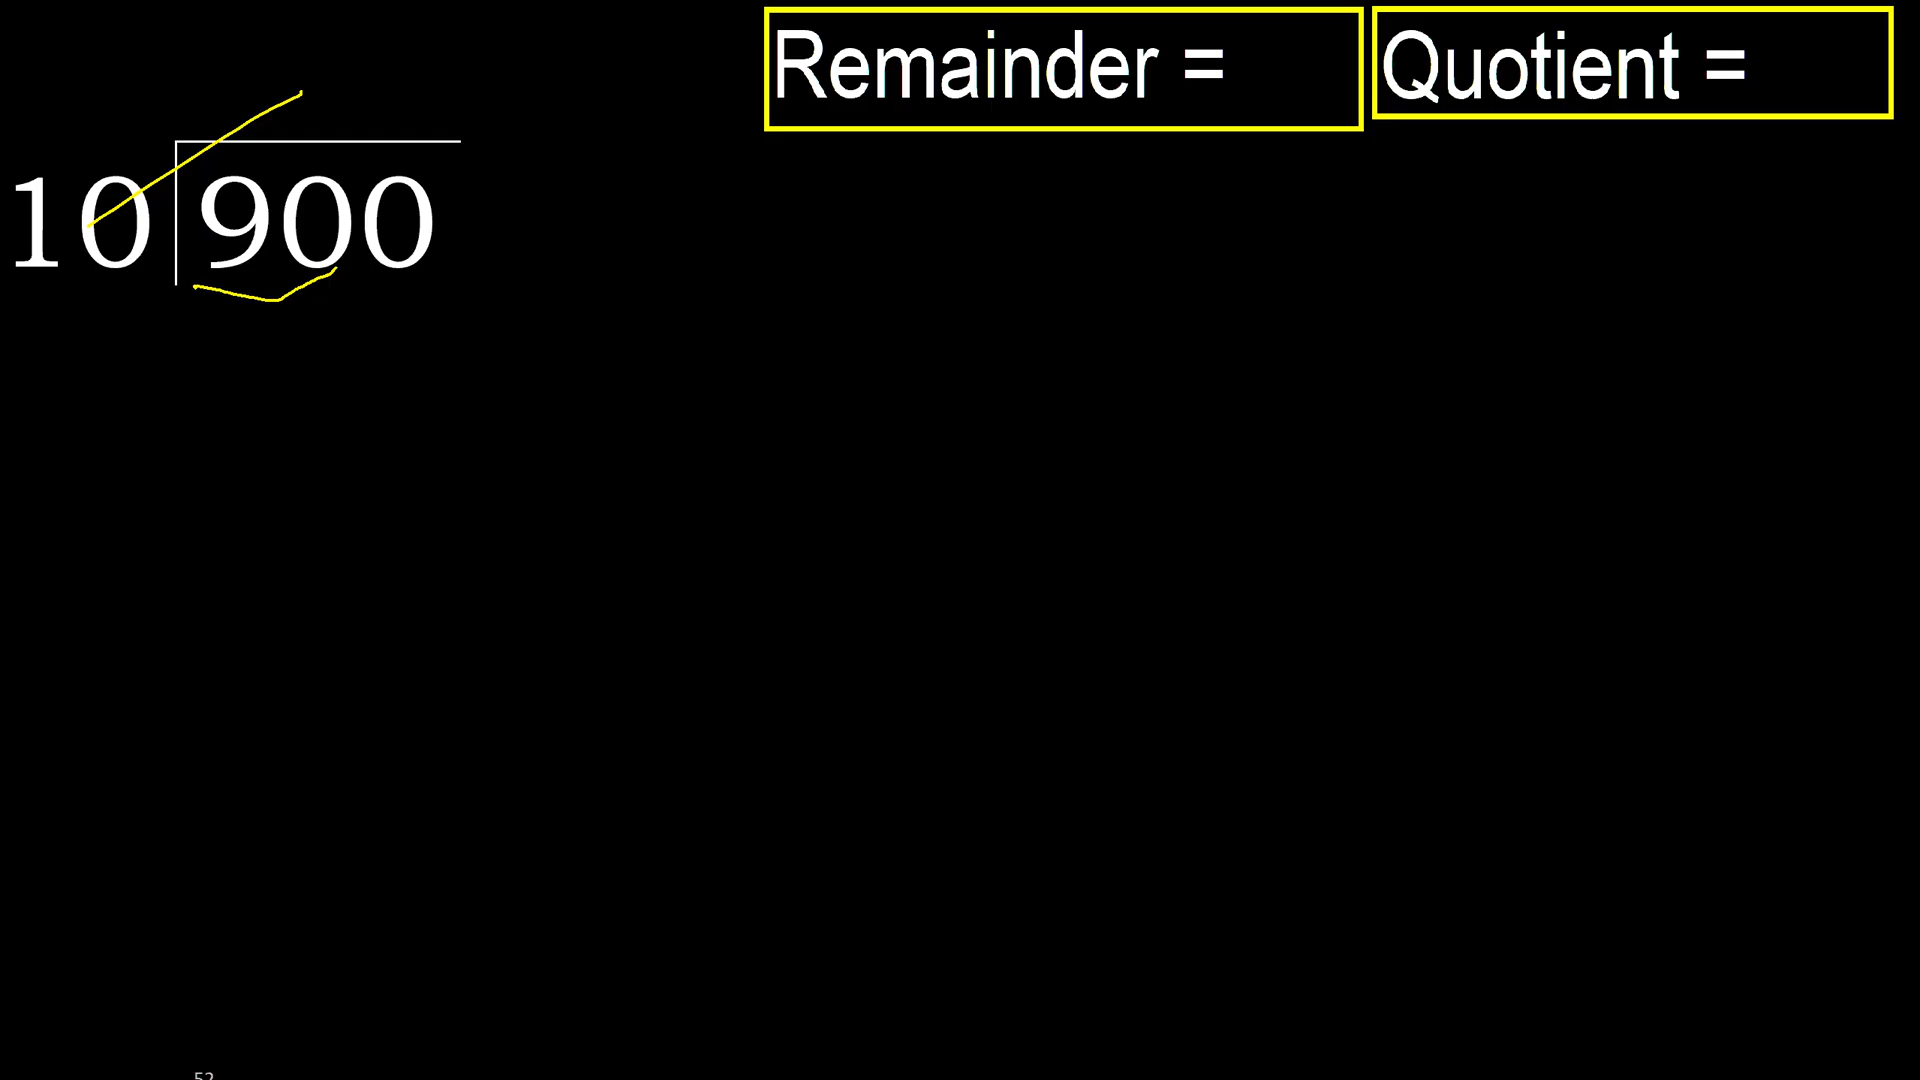 Remainder =
Quotient =
10 900